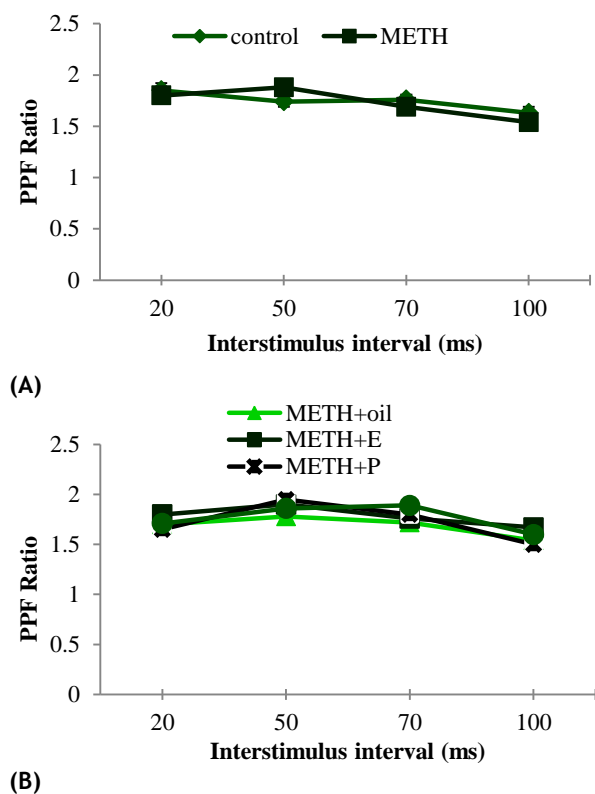 2.5
control METH
2
1.5
1
0.5
0
PPF Ratio
20 50 70 100
Interstimulus interval (ms)
(A)
METH+oil
METH+E
METH+P
2.5
2
1.5
1
0.5
0
PPF Ratio
20 50 70 100
Interstimulus interval (ms)
(B)